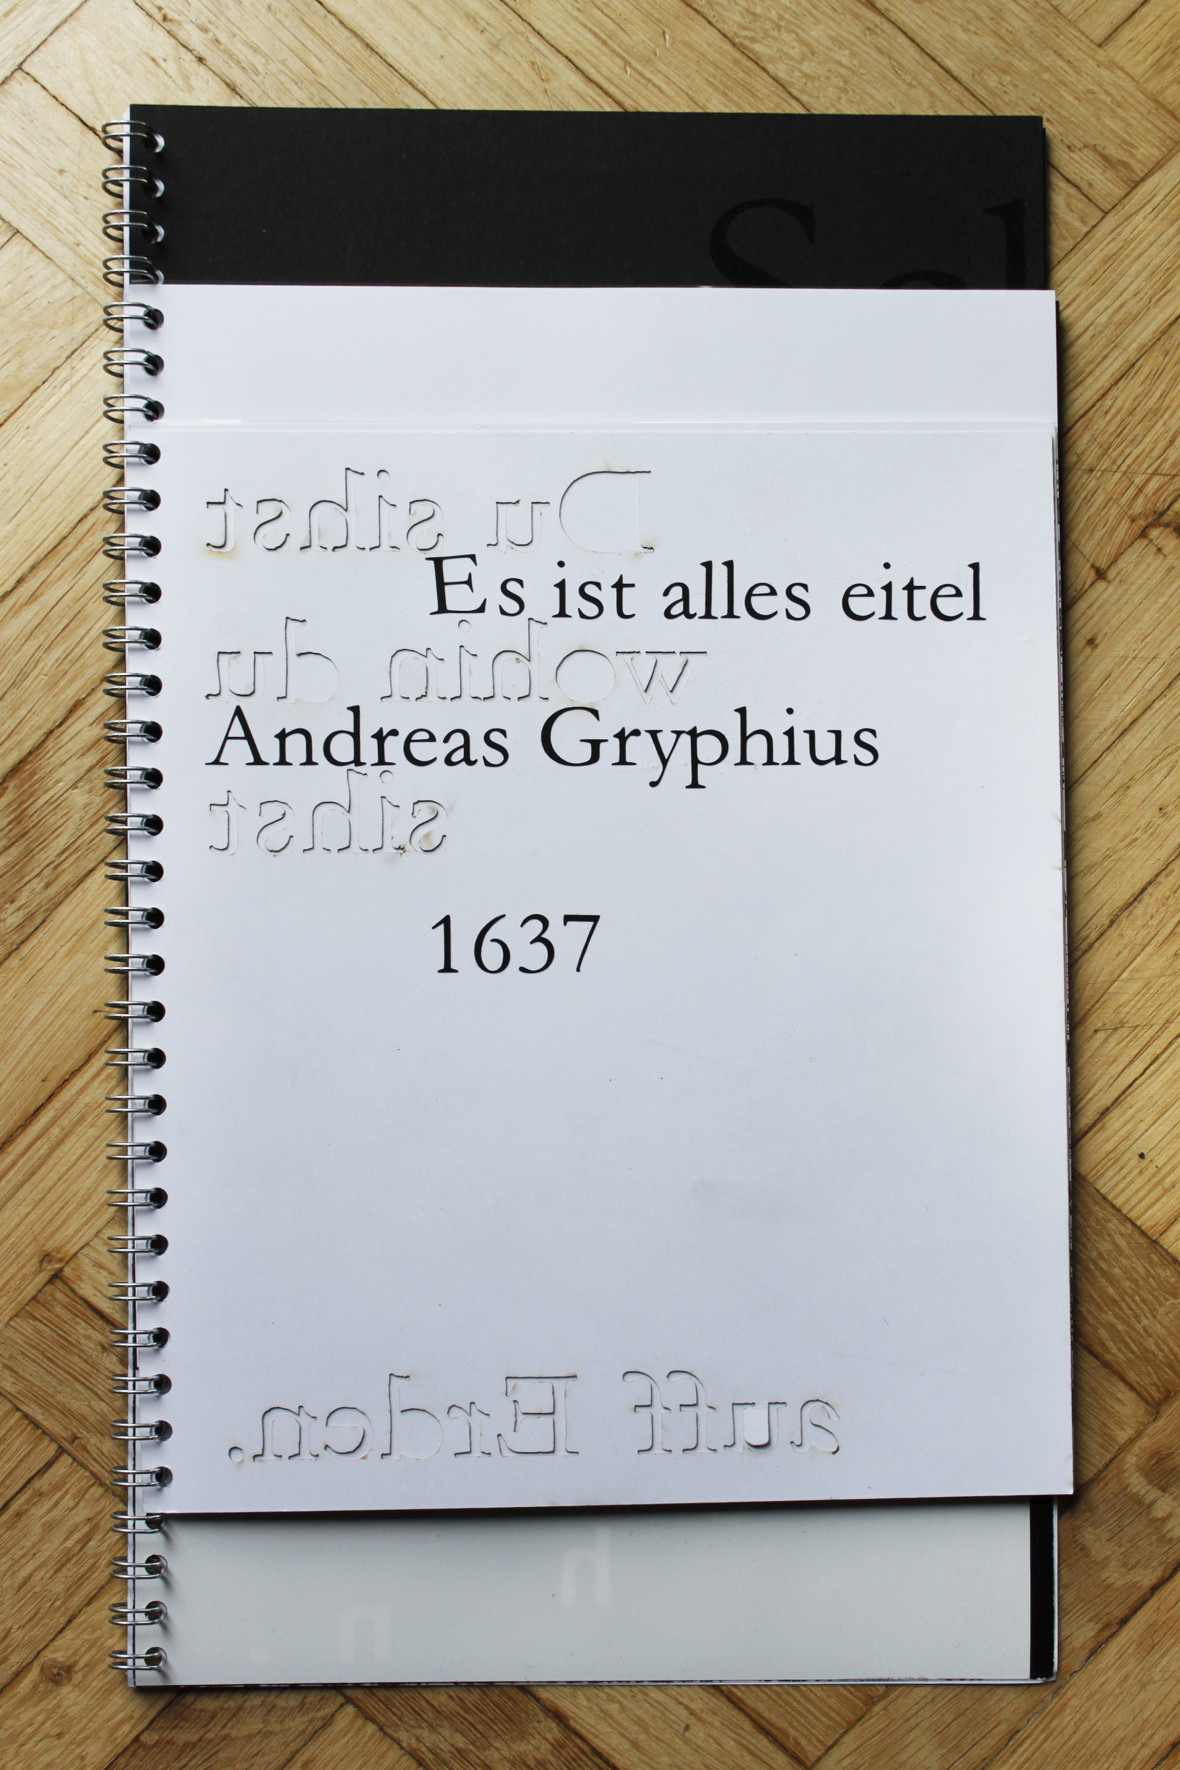 Du sihst
Es ist alles eitel
wohin du
Andreas Gryphius
sihst
1637
auff Erden.
h
n